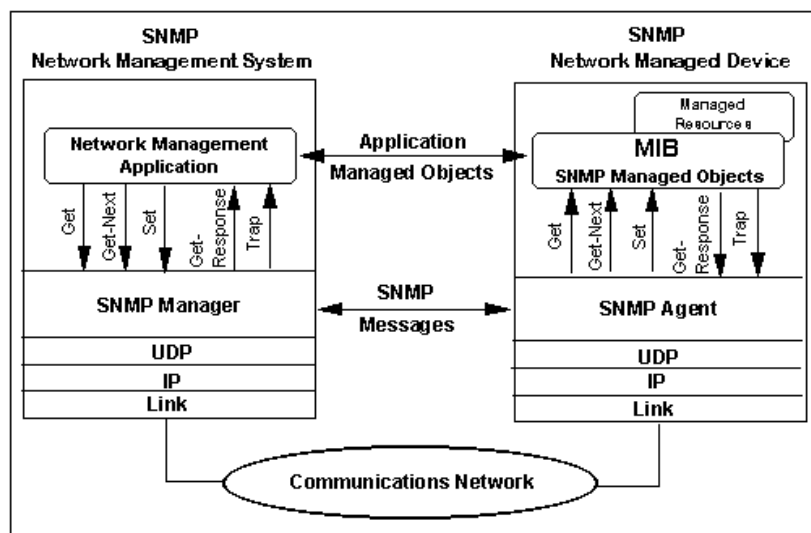 SNMP
Network Management System
SNMP
Network Managed Device
Managed
Resources
Network Management
Application
Application
Managed Objects
MIB
SNMP Managed Objects
Get
Get-Next
Set
Get-
Response
Trap
Get
Get-Next
Set
Get-
Response
Trap
SNMP Manager
SNMP
Messages
SNMP Agent
UDP
UDP
IP
IP
Link
Link
Communications Network